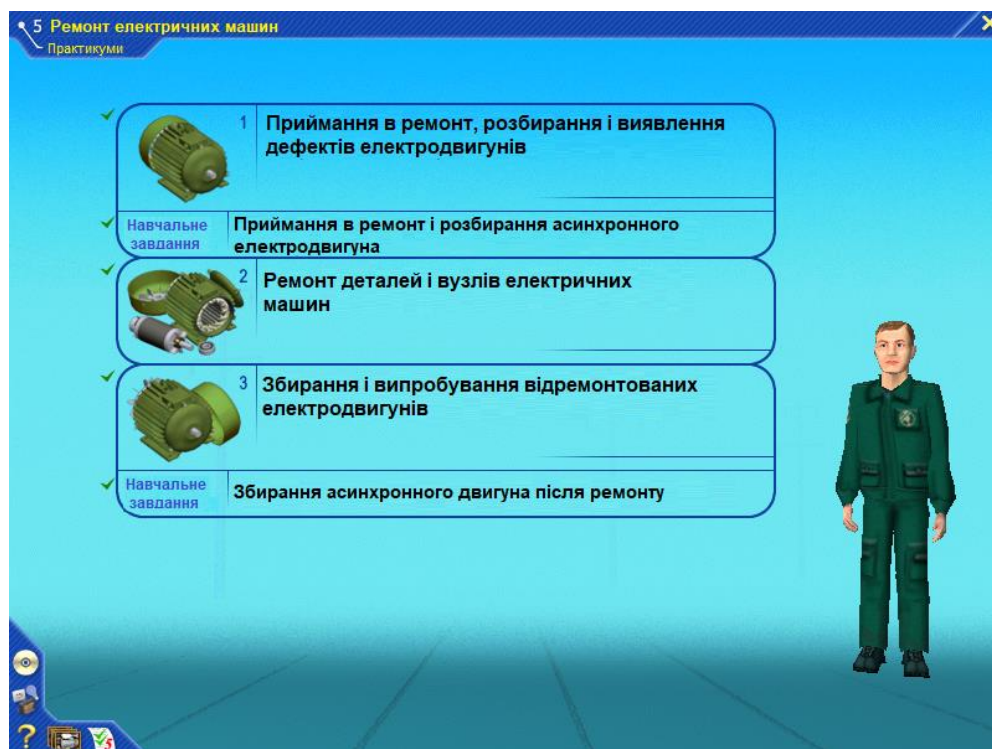 5 Ремонт електричних машин
Практикуми
1 Приймання в ремонт, розбирання і виявлення
дефектів електродвигунів
Навчальне
завдання
Приймання в ремонт і розбирання асинхронного
електродвигуна
2 Ремонт деталей і вузлів електричних
машин
3 Збирання і випробування відремонтованих
електродвигунів
Навчальне
завдання
Збирання асинхронного двигуна після ремонту
?
5